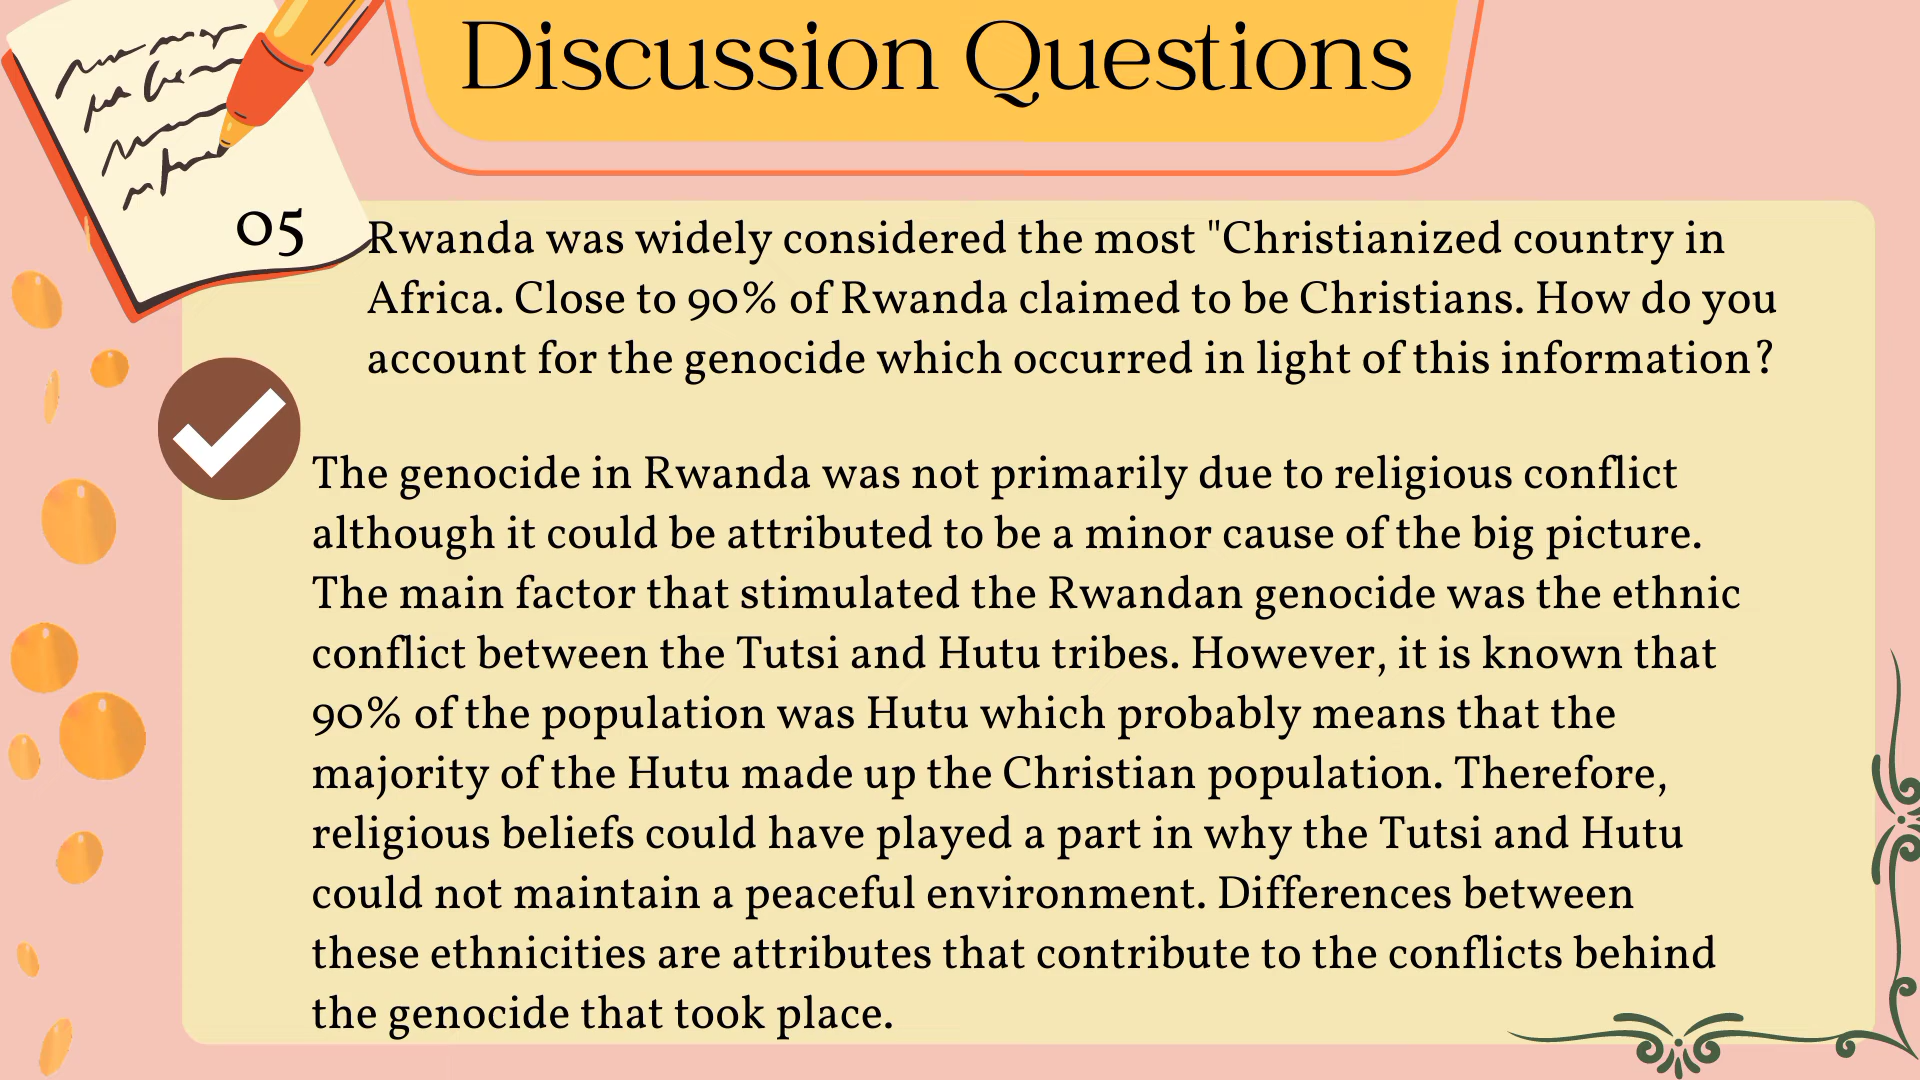 Discussion Questions
05
Rwanda was widely considered the most "Christianized country in
Africa. Close to 90% of Rwanda claimed to be Christians. How do you
account for the genocide which occurred in light of this information?
The genocide in Rwanda was not primarily due to religious conflict
although it could be attributed to be a minor cause of the big picture.
The main factor that stimulated the Rwandan genocide was the ethnic
conflict between the Tutsi and Hutu tribes. However, it is known that
90% of the population was Hutu which probably means that the
majority of the Hutu made up the Christian population. Therefore,
religious beliefs could have played a part in why the Tutsi and Hutu
could not maintain a peaceful environment. Differences between
these ethnicities are attributes that contribute to the conflicts behind
the genocide that took place.